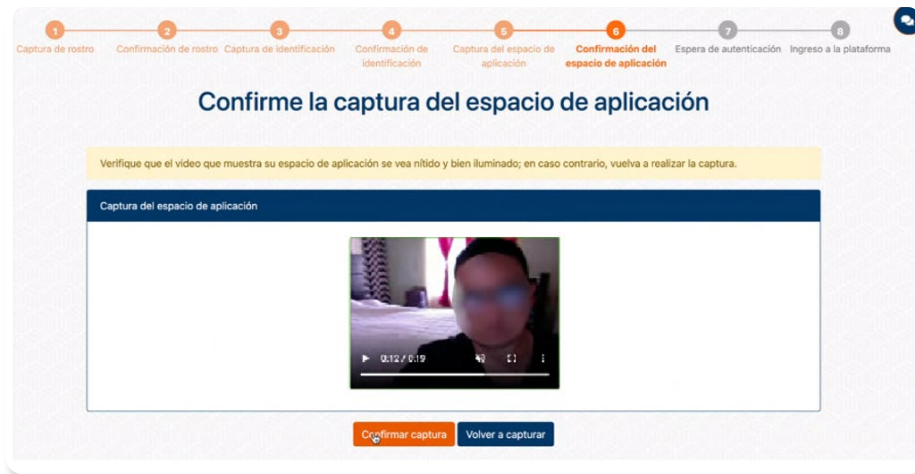 1 2 3 4 5 6 7 8
Captura de rostro Confirmación de rostro Captura de identificación Confirmación de identificación Captura del espacio de aplicación Confirmación del espacio de aplicación Espera de autenticación Ingreso a la plataforma
Confirme la captura del espacio de aplicación
Verifique que el video que muestra su espacio de aplicación se vea nítido y bien iluminado; en caso contrario, vuelva a realizar la captura.
Captura del espacio de aplicación
0:12 / 0:19
Confirmar captura Volver a capturar